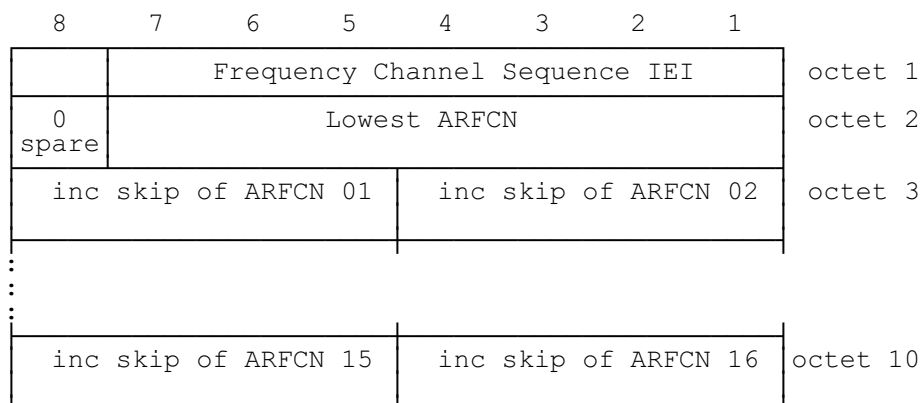 8 7 6 5 4 3 2 1
Frequency Channel Sequence IEI octet 1
0 Lowest ARFCN octet 2
spare
inc skip of ARFCN 01 inc skip of ARFCN 02 octet 3
inc skip of ARFCN 15 inc skip of ARFCN 16 octet 10